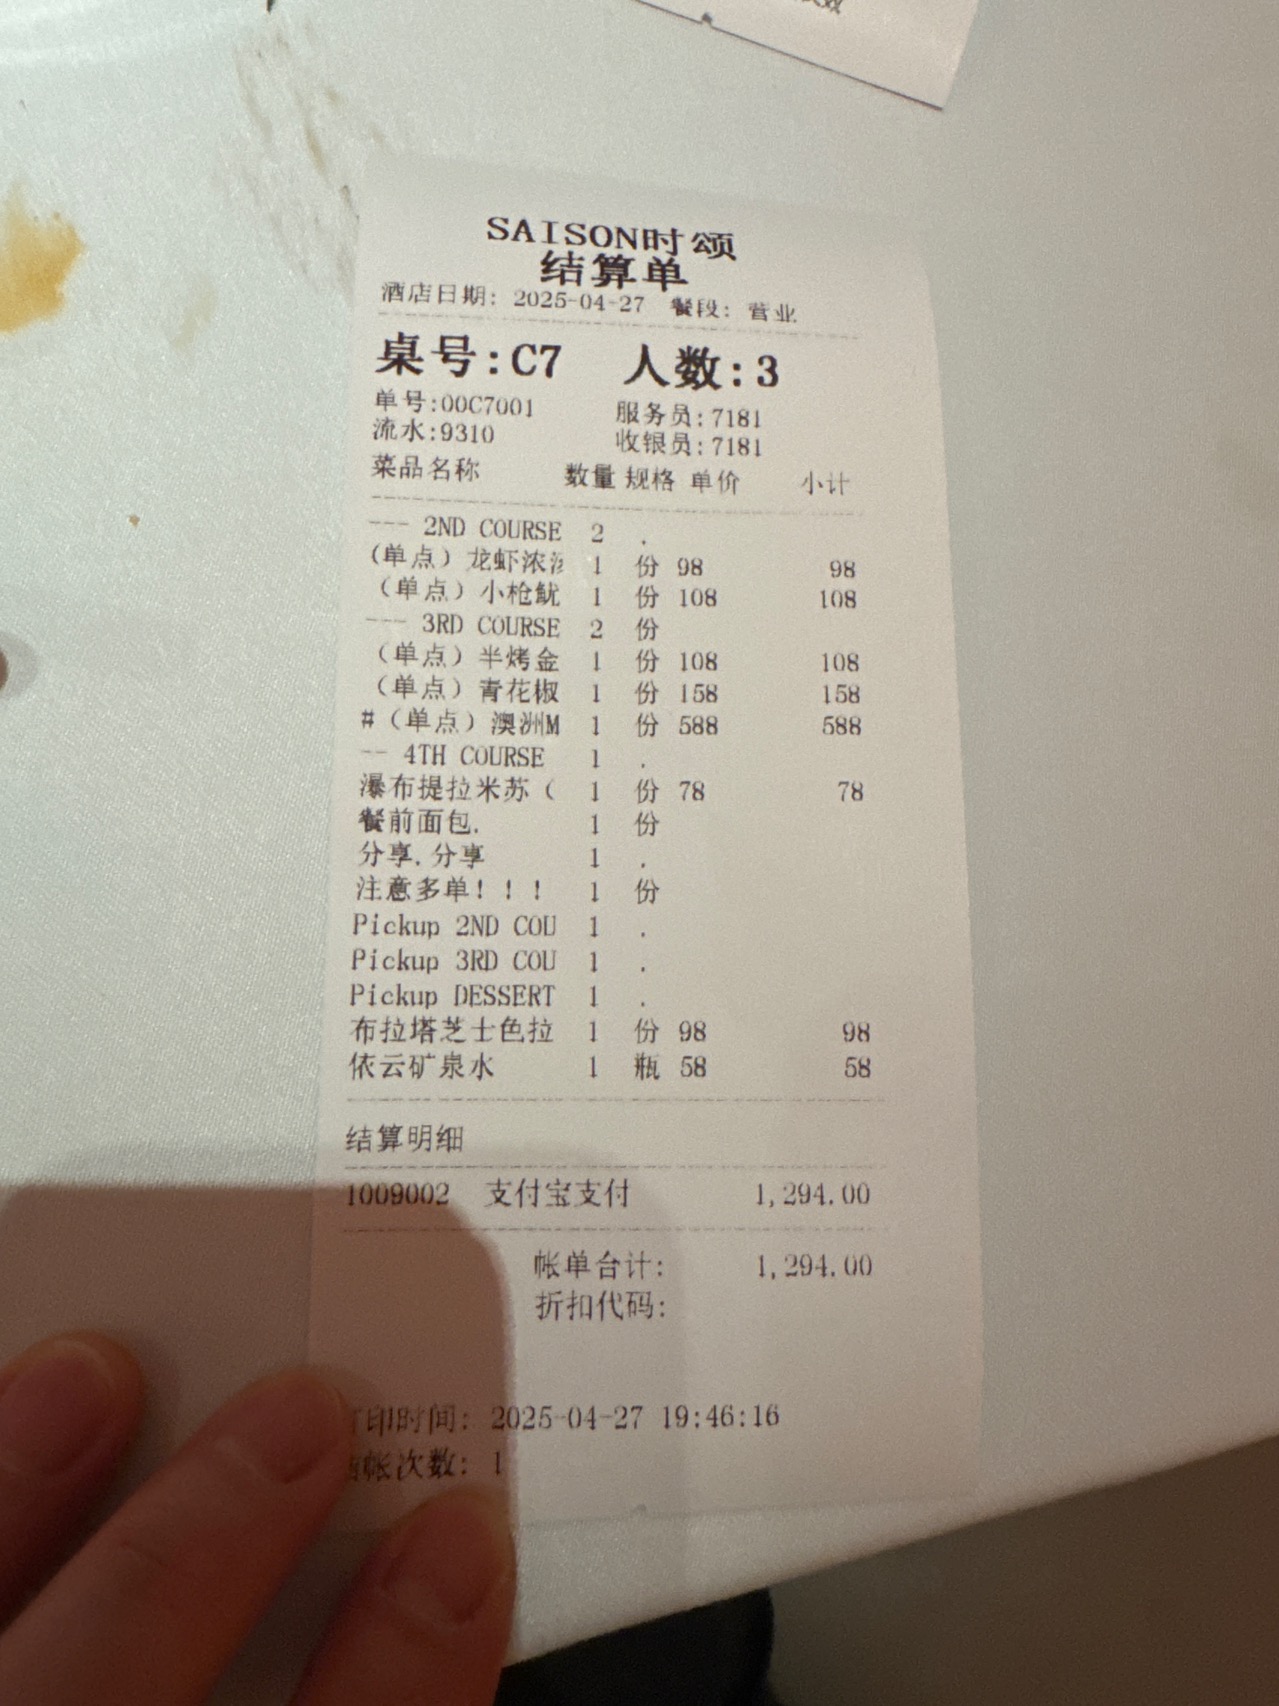 SAISON时颂
结算单
酒店日期: 2025-04-27 餐段: 营业
桌号:C7 人数:3
单号:00C7001 服务员:7181
流水:9310 收银员:7181
菜品名称 数量 规格 单价 小计
--- 2ND COURSE 2 .
(单点) 龙虾浓 1 份 98 98
(单点) 小枪鱿 1 份 108 108
--- 3RD COURSE 2 份
(单点) 半烤金 1 份 108 108
(单点) 青花椒 1 份 158 158
#(单点) 澳洲M 1 份 588 588
-- 4TH COURSE 1 .
瀑布提拉米苏 ( 1 份 78 78
餐前面包. 1 份
分享.分享 1 .
注意多单!!! 1 份
Pickup 2ND COU 1 .
Pickup 3RD COU 1 .
Pickup DESSERT 1 .
布拉塔芝士色拉 1 份 98 98
依云矿泉水 1 瓶 58 58
结算明细
1009002 支付宝支付 1,294.00
帐单合计: 1,294.00
折扣代码:
印时间: 2025-04-27 19:46:16
帐次数: 1